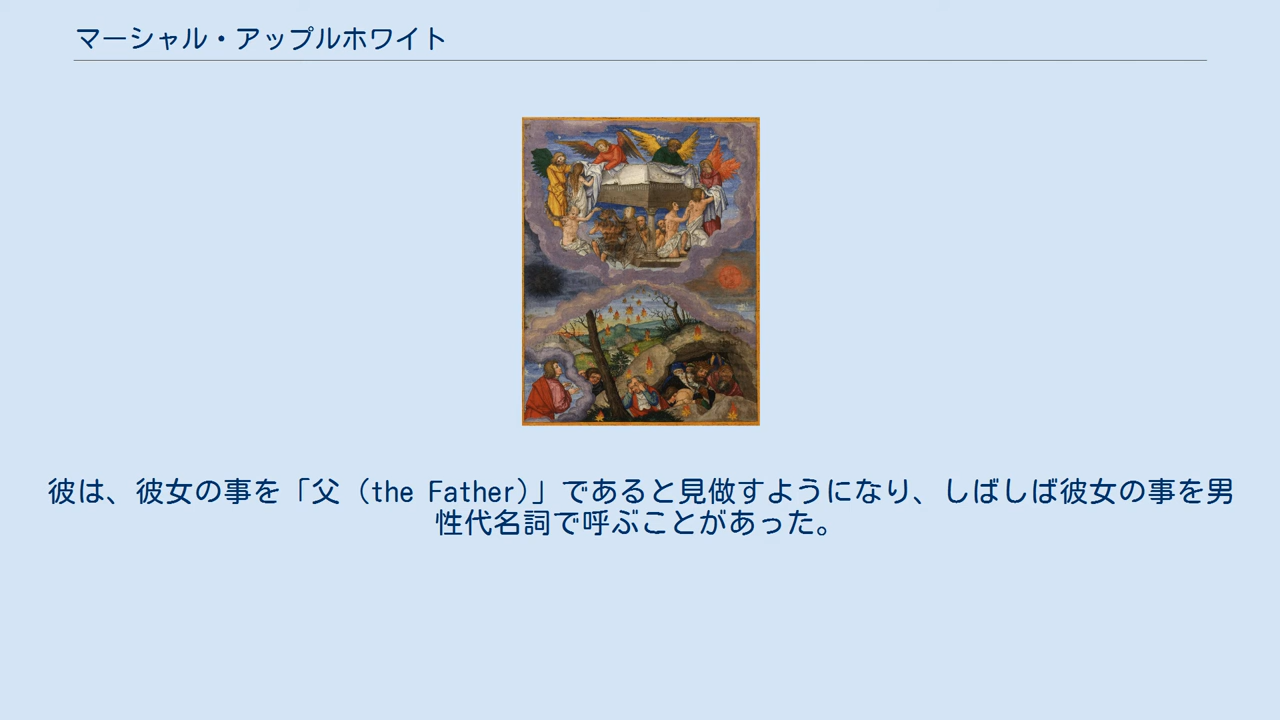 マーシャル・アップルホワイト
彼は、彼女の事を「父（the Father）」であると見做すようになり、しばしば彼女の事を男
性代名詞で呼ぶことがあった。